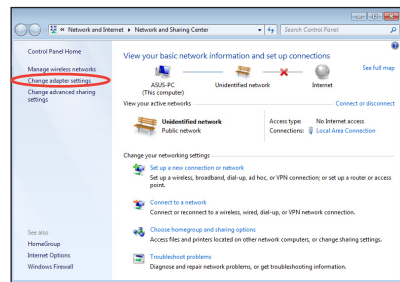 Network and Internet ▸ Network and Sharing Center
Search Control Panel
Control Panel Home
Manage wireless networks
Change adapter settings
Change advanced sharing
settings
See also
HomeGroup
Internet Options
Windows Firewall
View your basic network information and set up connections
See full map
ASUS-PC
(This computer)
Unidentified network
Internet
View your active networks
Connect or disconnect
Unidentified network
Public network
Access type: No Internet access
Connections: Local Area Connection
Change your networking settings
Set up a new connection or network
Set up a wireless, broadband, dial-up, ad hoc, or VPN connection; or set up a router or access
point.
Connect to a network
Connect or reconnect to a wireless, wired, dial-up, or VPN network connection.
Choose homegroup and sharing options
Access files and printers located on other network computers, or change sharing settings.
Troubleshoot problems
Diagnose and repair network problems, or get troubleshooting information.